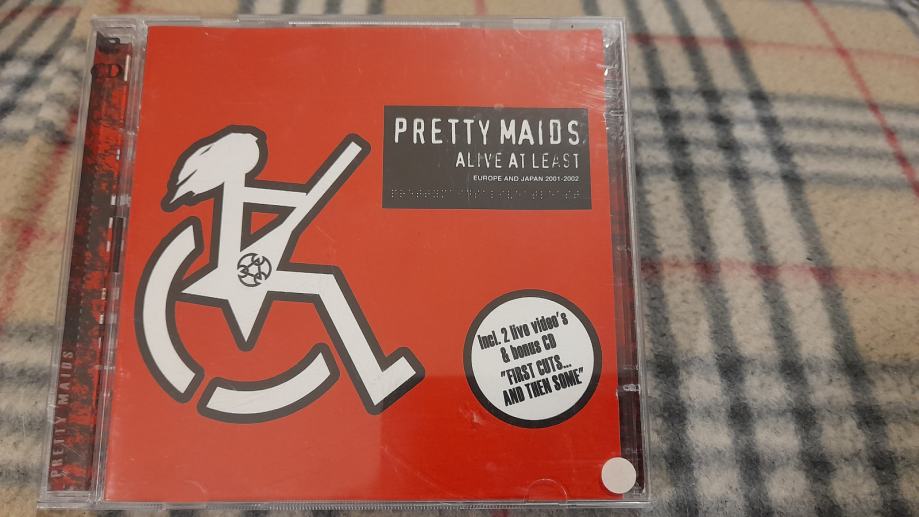 CD
PRETTY MAIDS
PRETTY MAIDS
ALIVE AT LEAST
EUROPE AND JAPAN 2001-2002
Incl. 2 live video's
& bonus CD
"FIRST CUTS...
AND THEN SOME"